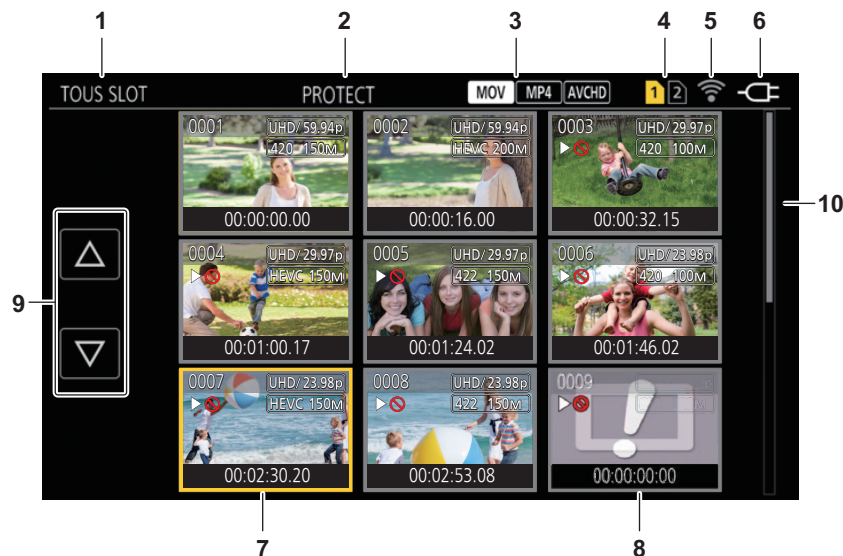 1 2 3 4 5 6
TOUS SLOT PROTECT MOV MP4 AVCHD 1 2
0001 UHD/59.94p 0002 UHD/59.94p 0003 UHD/29.97p
420 150M HEVC 200M 420 100M
00:00:00.00 00:00:16.00 00:00:32.15
10
0004 UHD/29.97p 0005 UHD/29.97p 0006 UHD/23.98p
HEVC 150M 422 150M 420 100M
9
00:01:00.17 00:01:24.02 00:01:46.02
0007 UHD/23.98p 0008 UHD/23.98p 0009
HEVC 150M 422 150M M
00:02:30.20 00:02:53.08 00:00:00:00
7 8